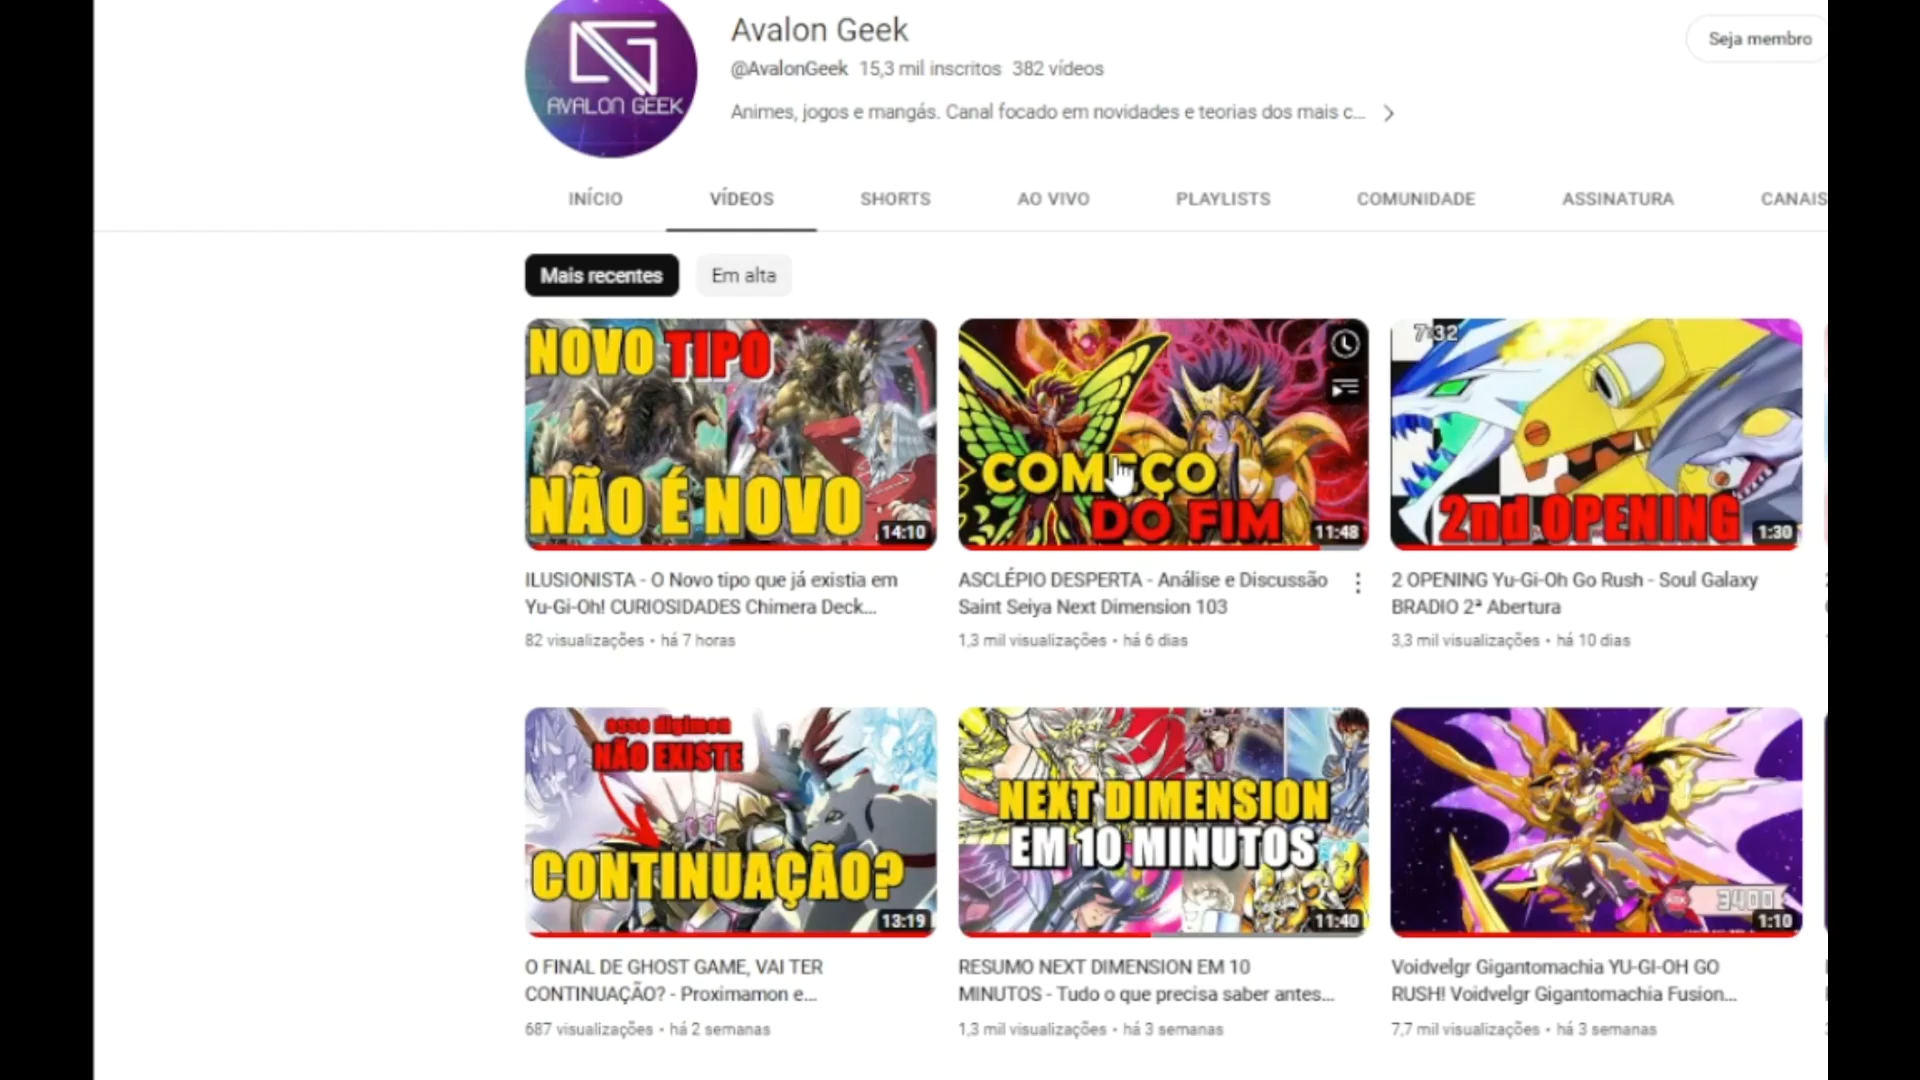 AVALON GEEK
Avalon Geek
@AvalonGeek 15,3 mil inscritos 382 vídeos
Animes, jogos e mangás. Canal focado em novidades e teorias dos mais c...
Seja membro
INÍCIO VÍDEOS SHORTS AO VIVO PLAYLISTS COMUNIDADE ASSINATURA CANAIS
Mais recentes Em alta
NOVO TIPO
NÃO É NOVO
14:10
ILUSIONISTA - O Novo tipo que já existia em
Yu-Gi-Oh! CURIOSIDADES Chimera Deck...
82 visualizações • há 7 horas
COMEÇO
DO FIM
11:48
ASCLÉPIO DESPERTA - Análise e Discussão
Saint Seiya Next Dimension 103
1,3 mil visualizações • há 6 dias
7:32
2nd OPENING
1:30
2 OPENING Yu-Gi-Oh Go Rush - Soul Galaxy
BRADIO 2ª Abertura
3,3 mil visualizações • há 10 dias
esse digimon
NÃO EXISTE
CONTINUAÇÃO?
13:19
O FINAL DE GHOST GAME, VAI TER
CONTINUAÇÃO? - Proximamon e...
687 visualizações • há 2 semanas
NEXT DIMENSION
EM 10 MINUTOS
11:40
RESUMO NEXT DIMENSION EM 10
MINUTOS - Tudo o que precisa saber antes...
1,3 mil visualizações • há 3 semanas
3400
1:10
Voidvelgr Gigantomachia YU-GI-OH GO
RUSH! Voidvelgr Gigantomachia Fusion...
7,7 mil visualizações • há 3 semanas